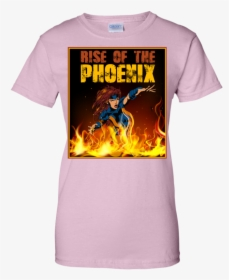 RISE OF THE
PHOENIX